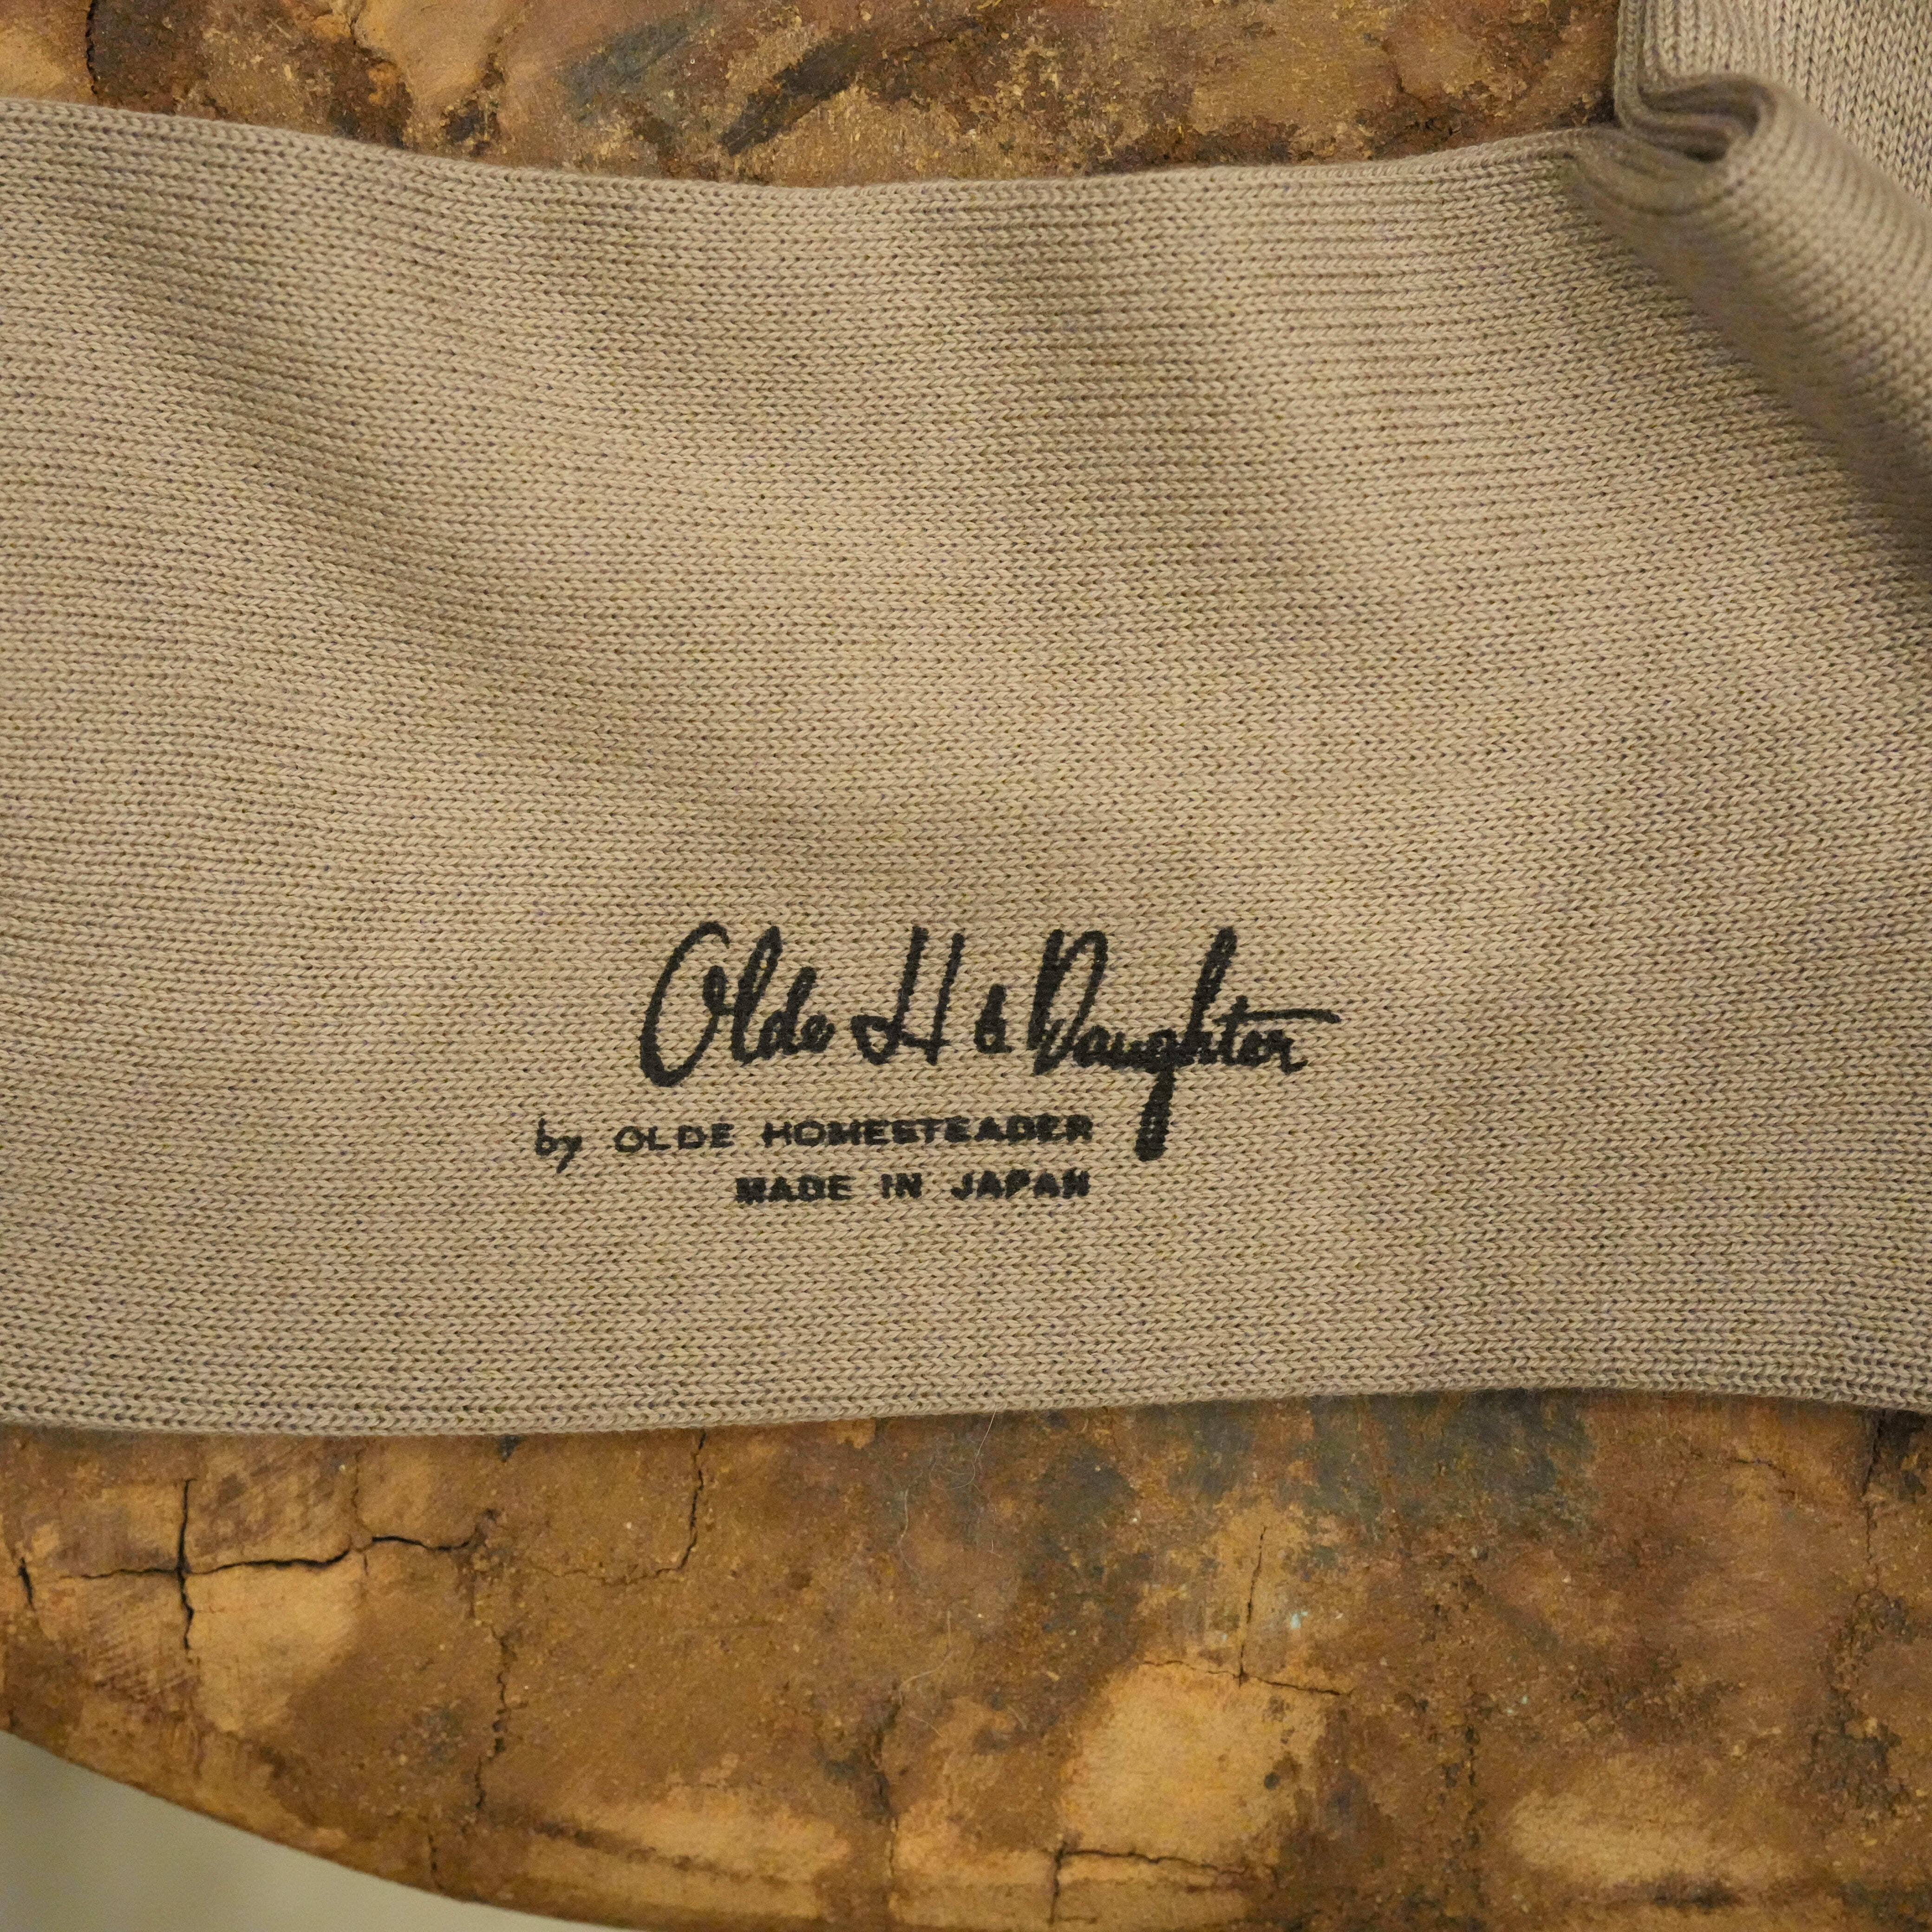 Olde H & Daughter
by OLDE HOMESTEADER
MADE IN JAPAN